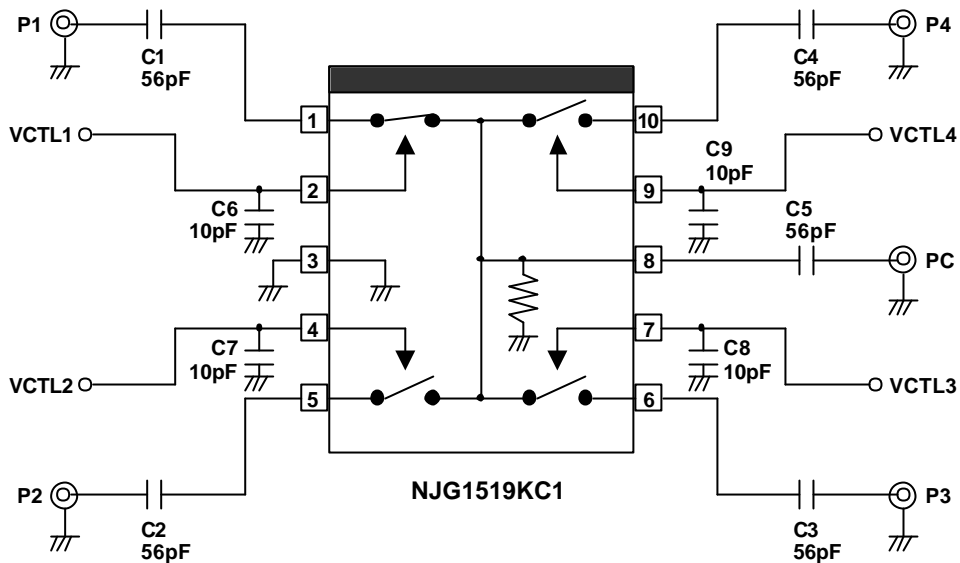 P1
C1
56pF
P4
C4
56pF
VCTL1
1
10
VCTL4
C9
10pF
2
9
C6
10pF
C5
56pF
3
8
PC
4
7
C7
10pF
C8
10pF
VCTL2
5
6
VCTL3
P2
C2
56pF
NJG1519KC1
P3
C3
56pF